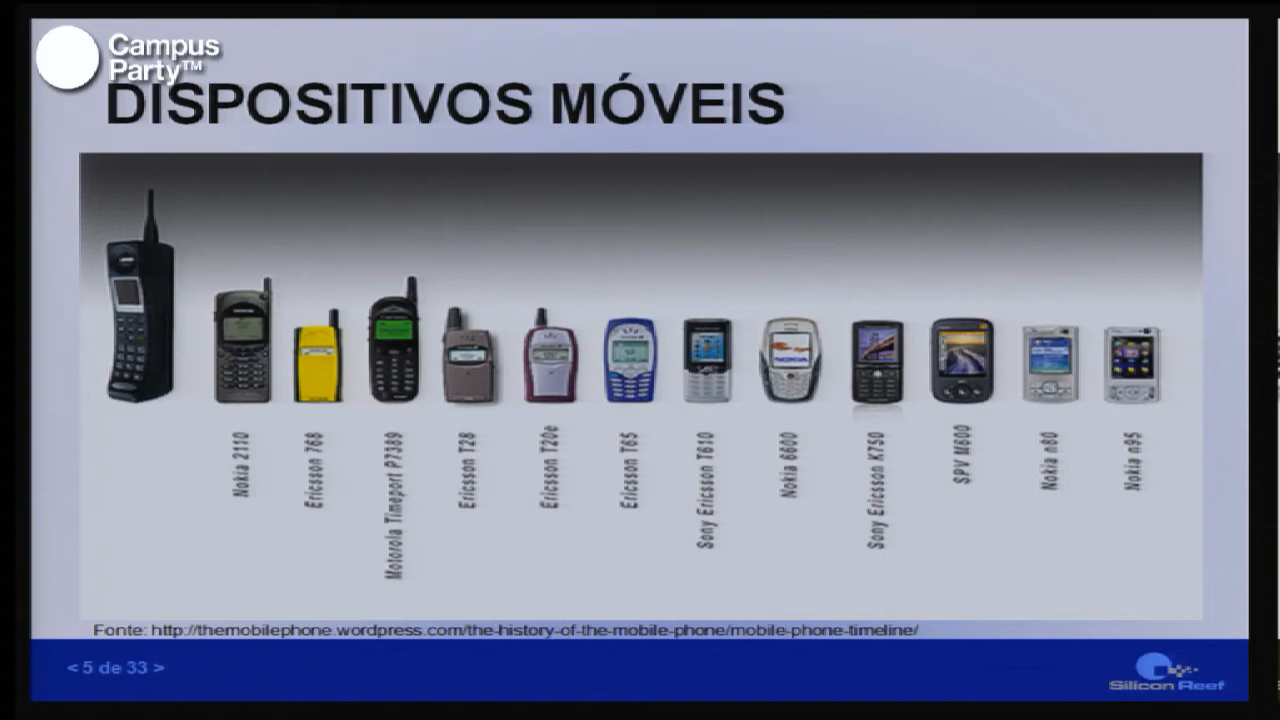 Campus
Party™
DISPOSITIVOS MÓVEIS
Nokia 2110
Ericsson 768
Motorola Timeport P7389
Ericsson T28
Ericsson T20e
Ericsson T65
Sony Ericsson T610
Nokia 6600
Sony Ericsson K750
SPV M600
Nokia n80
Nokia n95
Fonte: http://themobilephone.wordpress.com/the-history-of-the-mobile-phone/mobile-phone-timeline/
< 5 de 33 >
Silicon Reef